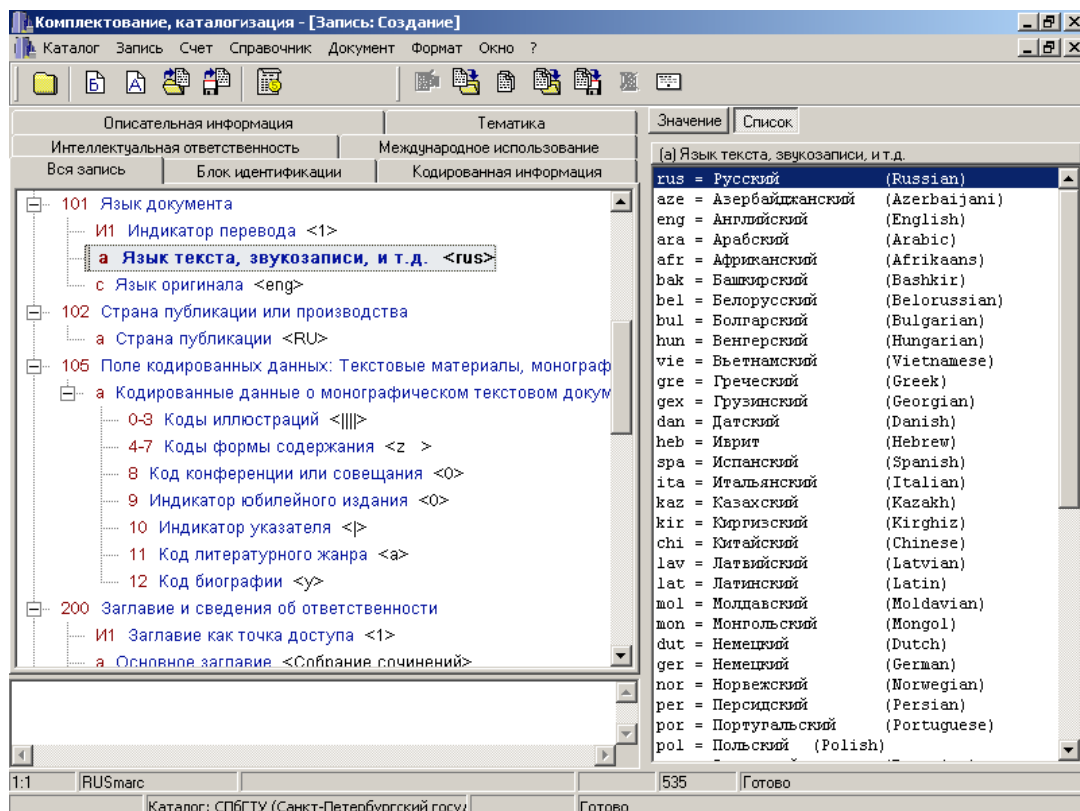 Комплектование, каталогизация - [Запись: Создание]
Каталог Запись Счет Справочник Документ Формат Окно ?
Описательная информация Тематика
Интеллектуальная ответственность Международное использование
Вся запись Блок идентификации Кодированная информация
101 Язык документа
И1 Индикатор перевода <1>
a Язык текста, звукозаписи, и т.д. <rus>
c Язык оригинала <eng>
102 Страна публикации или производства
a Страна публикации <RU>
105 Поле кодированных данных: Текстовые материалы, монограф
a Кодированные данные о монографическом текстовом докум
0-3 Коды иллюстраций <||||>
4-7 Коды формы содержания <z >
8 Код конференции или совещания <0>
9 Индикатор юбилейного издания <0>
10 Индикатор указателя <|>
11 Код литературного жанра <a>
12 Код биографии <y>
200 Заглавие и сведения об ответственности
И1 Заглавие как точка доступа <1>
a Основное заглавие <Собрание сочинений>
Значение Список
(a) Язык текста, звукозаписи, и т.д.
rus = Русский (Russian)
aze = Азербайджанский (Azerbaijani)
eng = Английский (English)
ara = Арабский (Arabic)
afr = Африканский (Afrikaans)
bak = Башкирский (Bashkir)
bel = Белорусский (Belorussian)
bul = Болгарский (Bulgarian)
hun = Венгерский (Hungarian)
vie = Вьетнамский (Vietnamese)
gre = Греческий (Greek)
gex = Грузинский (Georgian)
dan = Датский (Danish)
heb = Иврит (Hebrew)
spa = Испанский (Spanish)
ita = Итальянский (Italian)
kaz = Казахский (Kazakh)
kir = Киргизский (Kirghiz)
chi = Китайский (Chinese)
lav = Латвийский (Latvian)
lat = Латинский (Latin)
mol = Молдавский (Moldavian)
mon = Монгольский (Mongol)
dut = Немецкий (Dutch)
ger = Немецкий (German)
nor = Норвежский (Norwegian)
per = Персидский (Persian)
por = Португальский (Portuguese)
pol = Польский (Polish)
1:1 RUSmarc 535 Готово
Каталог: СПбГТУ (Санкт-Петербургский госу Готово